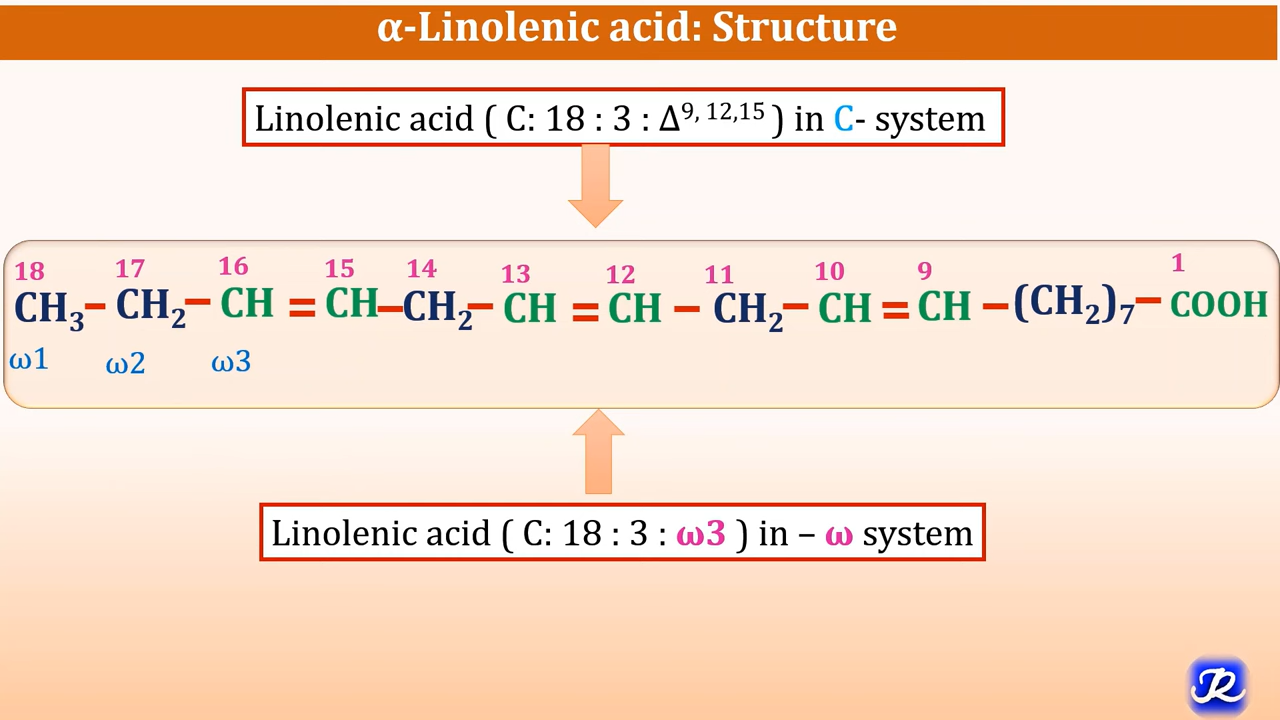 α-Linolenic acid: Structure
Linolenic acid ( C: 18 : 3 : Δ⁹, ¹²,¹⁵ ) in C- system
18 17 16 15 14 13 12 11 10 9 1
CH₃ – CH₂ – CH = CH – CH₂ – CH = CH – CH₂ – CH = CH – (CH₂)₇ – COOH
ω1 ω2 ω3
Linolenic acid ( C: 18 : 3 : ω3 ) in – ω system
JR